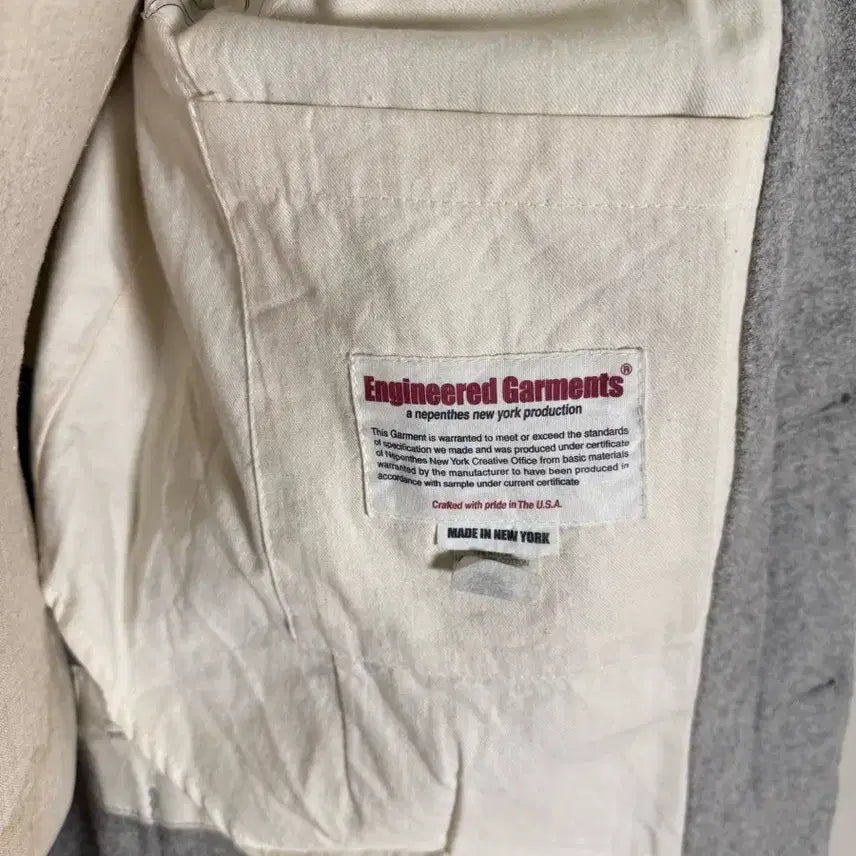 Engineered Garments®
a nepenthes new york production
This Garment is warranted to meet or exceed the standards
of specification we made and was produced under certificate
of Nepenthes New York Creative Office from basic materials
warranted by the manufacturer to have been produced in
accordance with sample under current certificate
Crafted with pride in The U.S.A.
MADE IN NEW YORK